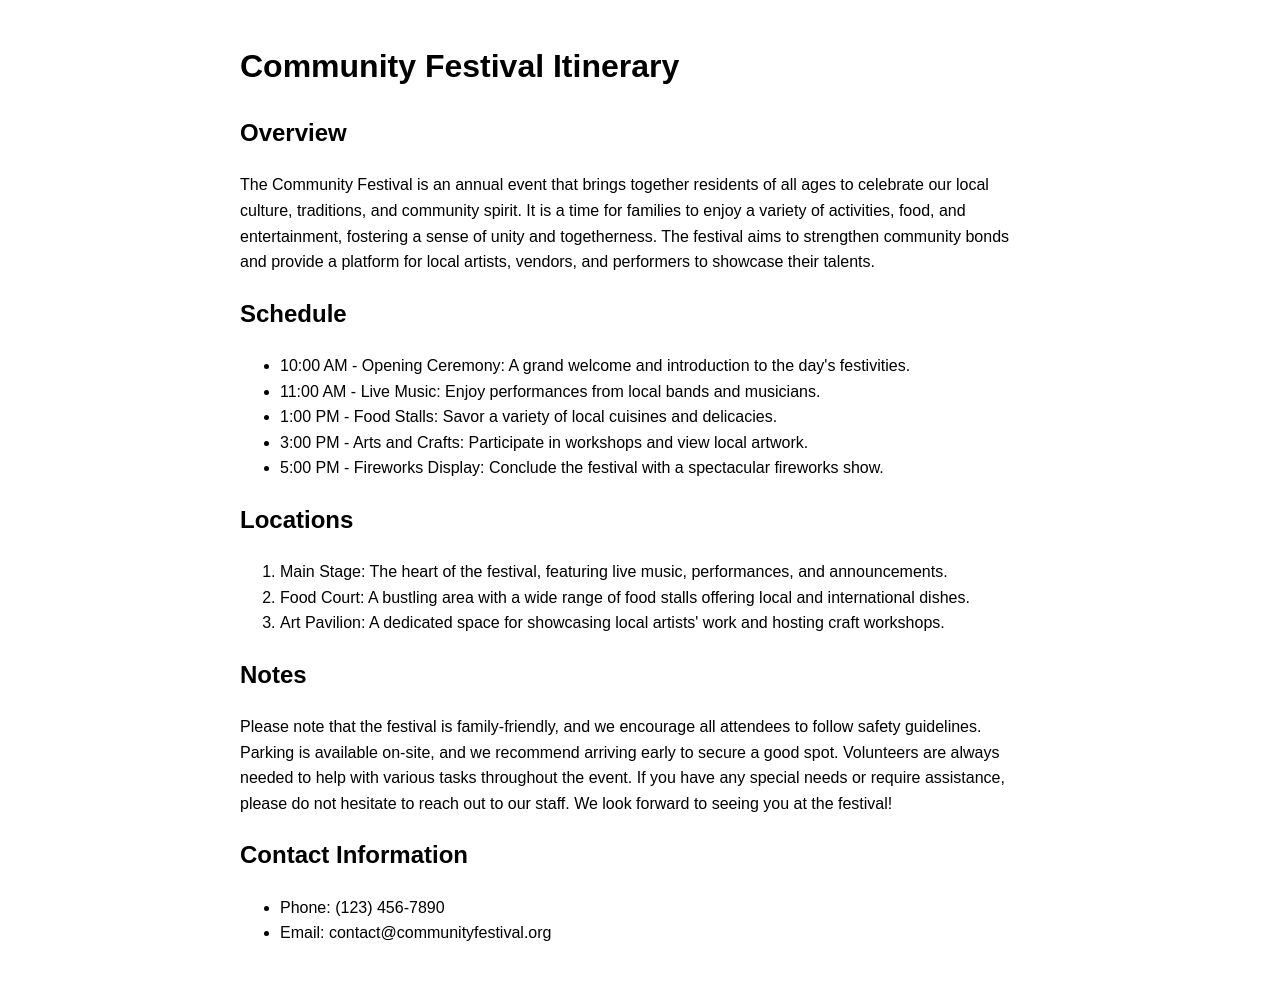 Community Festival Itinerary
Overview
The Community Festival is an annual event that brings together residents of all ages to celebrate our local
culture, traditions, and community spirit. It is a time for families to enjoy a variety of activities, food, and
entertainment, fostering a sense of unity and togetherness. The festival aims to strengthen community bonds
and provide a platform for local artists, vendors, and performers to showcase their talents.
Schedule
• 10:00 AM - Opening Ceremony: A grand welcome and introduction to the day's festivities.
• 11:00 AM - Live Music: Enjoy performances from local bands and musicians.
• 1:00 PM - Food Stalls: Savor a variety of local cuisines and delicacies.
• 3:00 PM - Arts and Crafts: Participate in workshops and view local artwork.
• 5:00 PM - Fireworks Display: Conclude the festival with a spectacular fireworks show.
Locations
1. Main Stage: The heart of the festival, featuring live music, performances, and announcements.
2. Food Court: A bustling area with a wide range of food stalls offering local and international dishes.
3. Art Pavilion: A dedicated space for showcasing local artists' work and hosting craft workshops.
Notes
Please note that the festival is family-friendly, and we encourage all attendees to follow safety guidelines.
Parking is available on-site, and we recommend arriving early to secure a good spot. Volunteers are always
needed to help with various tasks throughout the event. If you have any special needs or require assistance,
please do not hesitate to reach out to our staff. We look forward to seeing you at the festival!
Contact Information
• Phone: (123) 456-7890
• Email: contact@communityfestival.org